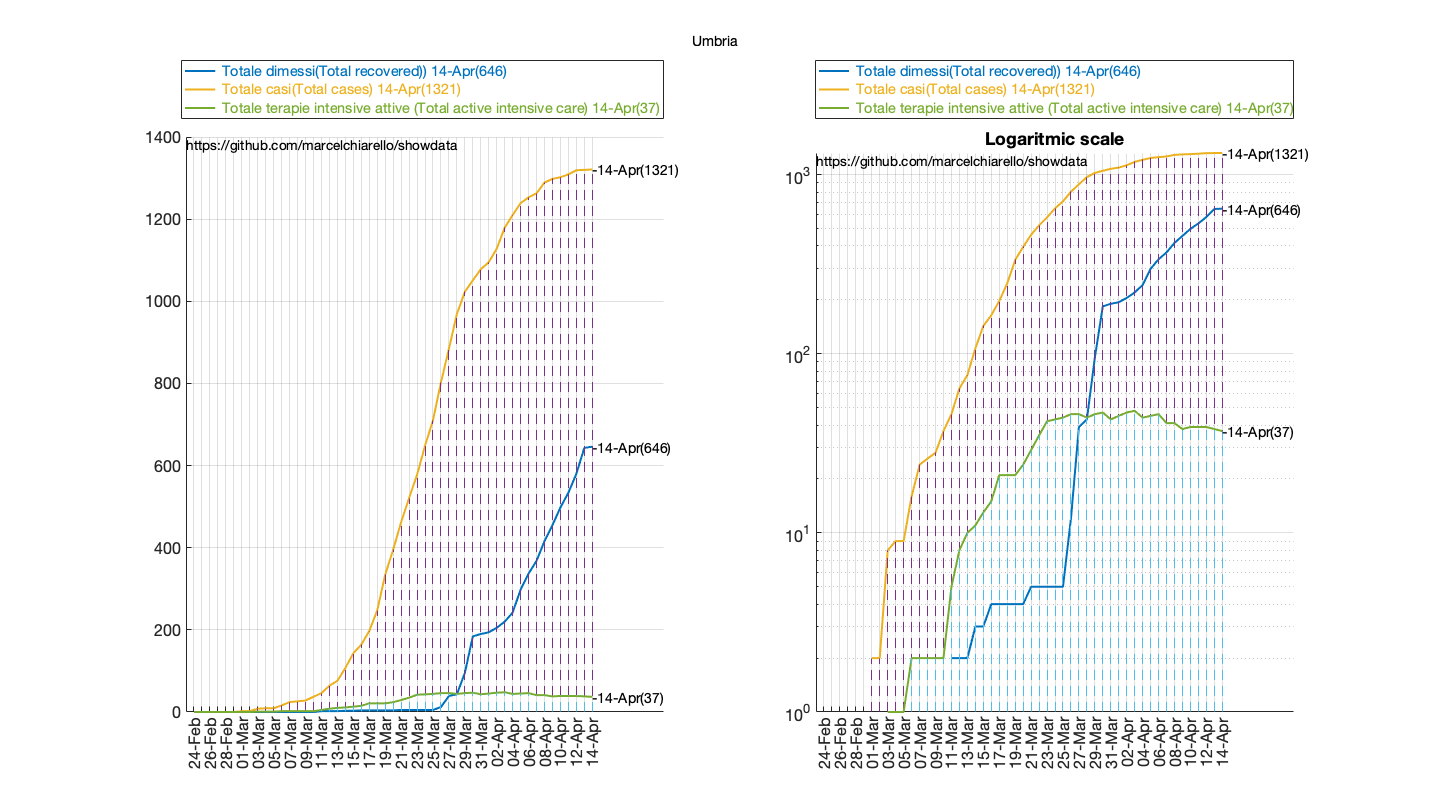 Umbria
Totale dimessi(Total recovered)) 14-Apr(646)
Totale casi(Total cases) 14-Apr(1321)
Totale terapie intensive attive (Total active intensive care) 14-Apr(37)
https://github.com/marcelchiarello/showdata
1400
1200
1000
800
600
400
200
0
14-Apr(1321)
14-Apr(646)
14-Apr(37)
24-Feb
26-Feb
28-Feb
01-Mar
03-Mar
05-Mar
07-Mar
09-Mar
11-Mar
13-Mar
15-Mar
17-Mar
19-Mar
21-Mar
23-Mar
25-Mar
27-Mar
29-Mar
31-Mar
02-Apr
04-Apr
06-Apr
08-Apr
10-Apr
12-Apr
14-Apr
Totale dimessi(Total recovered)) 14-Apr(646)
Totale casi(Total cases) 14-Apr(1321)
Totale terapie intensive attive (Total active intensive care) 14-Apr(37)
Logaritmic scale
https://github.com/marcelchiarello/showdata
10³
10²
10¹
10⁰
14-Apr(1321)
14-Apr(646)
14-Apr(37)
24-Feb
26-Feb
28-Feb
01-Mar
03-Mar
05-Mar
07-Mar
09-Mar
11-Mar
13-Mar
15-Mar
17-Mar
19-Mar
21-Mar
23-Mar
25-Mar
27-Mar
29-Mar
31-Mar
02-Apr
04-Apr
06-Apr
08-Apr
10-Apr
12-Apr
14-Apr